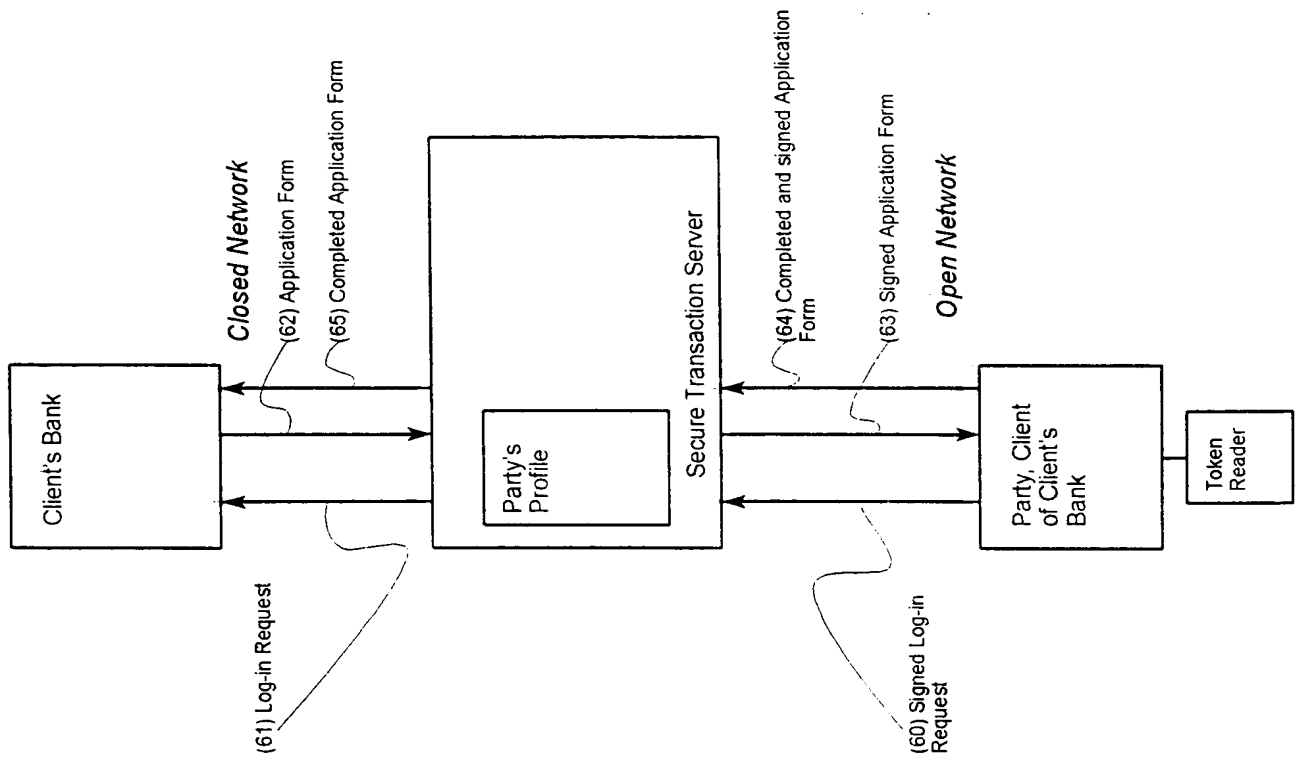 Client's Bank
Closed Network
(62) Application Form
(65) Completed Application Form
(61) Log-in Request
Party's
Profile
Secure Transaction Server
(64) Completed and signed Application
Form
(63) Signed Application Form
Open Network
(60) Signed Log-in
Request
Party, Client
of Client's
Bank
Token
Reader